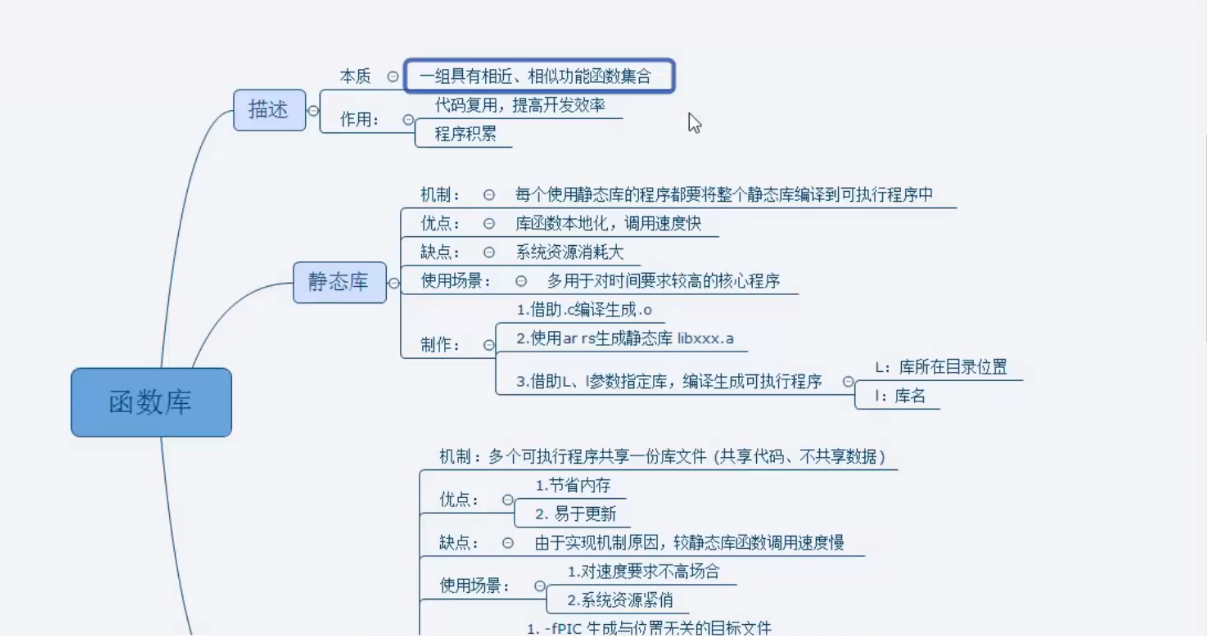 函数库
描述
本质
一组具有相近、相似功能函数集合
作用：
代码复用，提高开发效率
程序积累
静态库
机制：
每个使用静态库的程序都要将整个静态库编译到可执行程序中
优点：
库函数本地化，调用速度快
缺点：
系统资源消耗大
使用场景：
多用于对时间要求较高的核心程序
制作：
1.借助.c编译生成.o
2.使用ar rs生成静态库 libxxx.a
3.借助L、l参数指定库，编译生成可执行程序
L：库所在目录位置
l：库名
机制：多个可执行程序共享一份库文件 (共享代码、不共享数据)
优点：
1.节省内存
2. 易于更新
缺点：
由于实现机制原因，较静态库函数调用速度慢
使用场景：
1.对速度要求不高场合
2.系统资源紧俏
1. -fPIC 生成与位置无关的目标文件